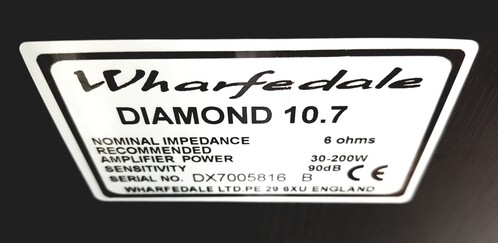 Wharfedale
DIAMOND 10.7
NOMINAL IMPEDANCE 6 ohms
RECOMMENDED
AMPLIFIER POWER 30-200W
SENSITIVITY 90dB CE
SERIAL NO. DX7005816 B
WHARFEDALE LTD.PE 29 6XU ENGLAND